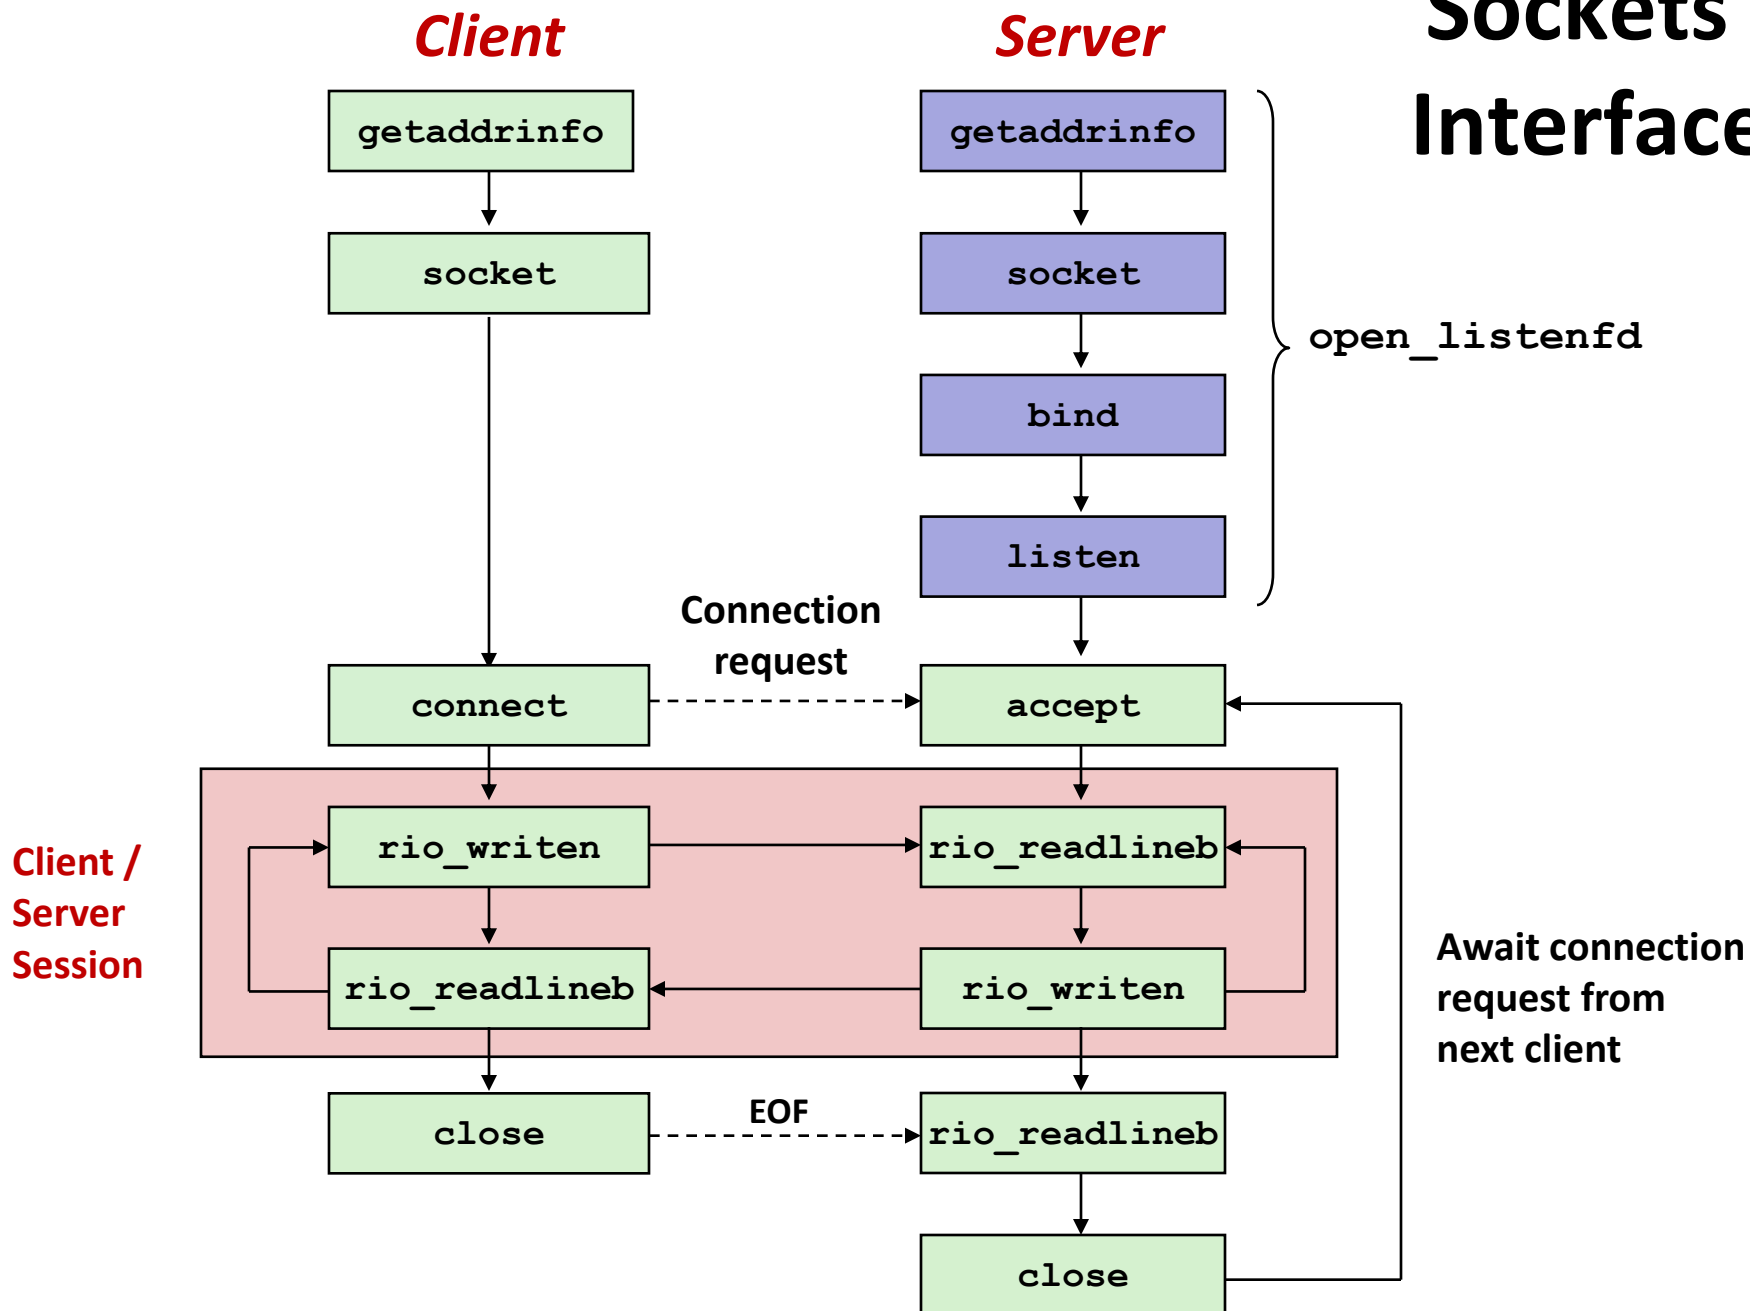 Client
Server
Sockets
Interface
getaddrinfo
getaddrinfo
socket
socket
open_listenfd
bind
listen
Connection
request
connect
accept
Client /
Server
Session
rio_writen
rio_readlineb
rio_readlineb
rio_writen
Await connection
request from
next client
close
EOF
rio_readlineb
close